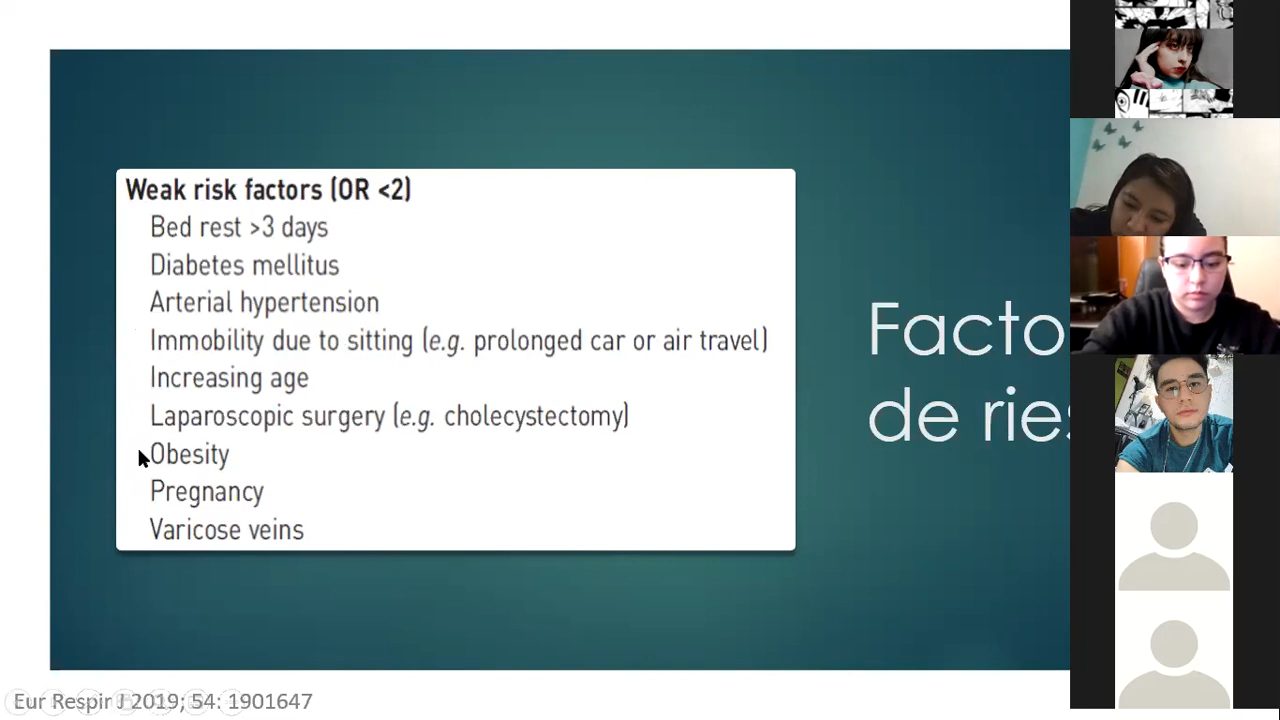 Weak risk factors (OR <2)
Bed rest >3 days
Diabetes mellitus
Arterial hypertension
Immobility due to sitting (e.g. prolonged car or air travel)
Increasing age
Laparoscopic surgery (e.g. cholecystectomy)
Obesity
Pregnancy
Varicose veins
Facto
de ries
Eur Respir J 2019; 54: 1901647